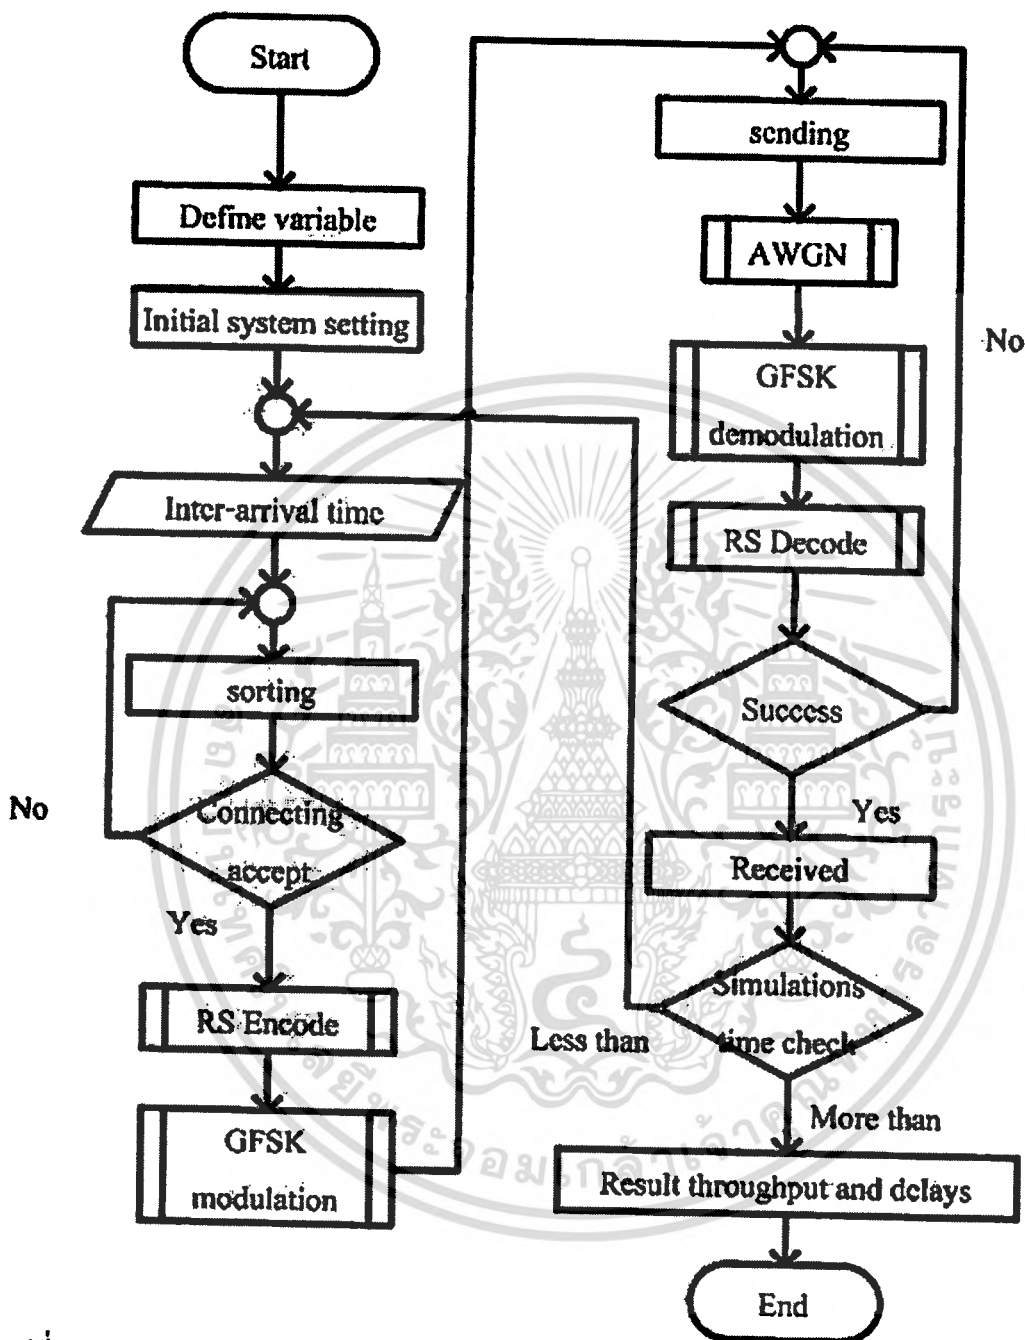 Start
Define variable
Initial system setting
Inter-arrival time
sorting
No
Connecting
accept
Yes
RS Encode
GFSK
modulation
sending
AWGN
No
GFSK
demodulation
RS Decode
Success
Yes
Received
Simulations
time check
Less than
More than
Result throughput and delays
End